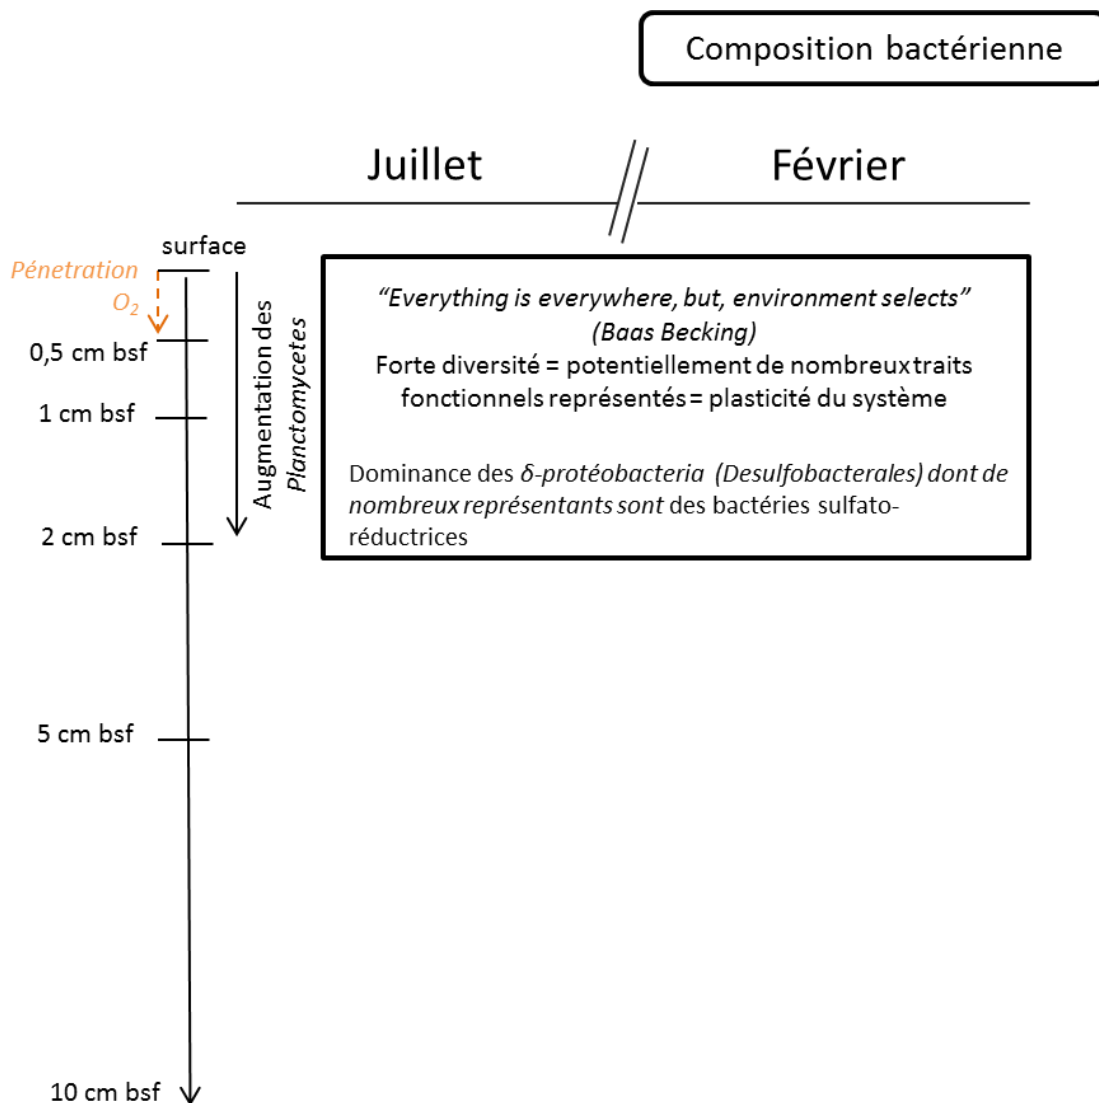 Composition bactérienne
Juillet
Février
surface
Pénetration
O2
0,5 cm bsf
1 cm bsf
2 cm bsf
5 cm bsf
10 cm bsf
Augmentation des
Planctomycetes
“Everything is everywhere, but, environment selects”
(Baas Becking)
Forte diversité = potentiellement de nombreux traits
fonctionnels représentés = plasticité du système
Dominance des δ-protéobacteria (Desulfobacterales) dont de
nombreux représentants sont des bactéries sulfato-
réductrices